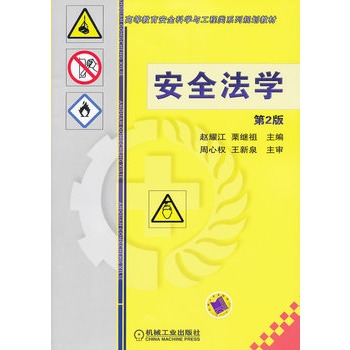 高等教育安全科学与工程类系列规划教材
安全法学
第2版
赵耀江 栗继祖 主编
周心权 王新泉 主审
机械工业出版社
CHINA MACHINE PRESS